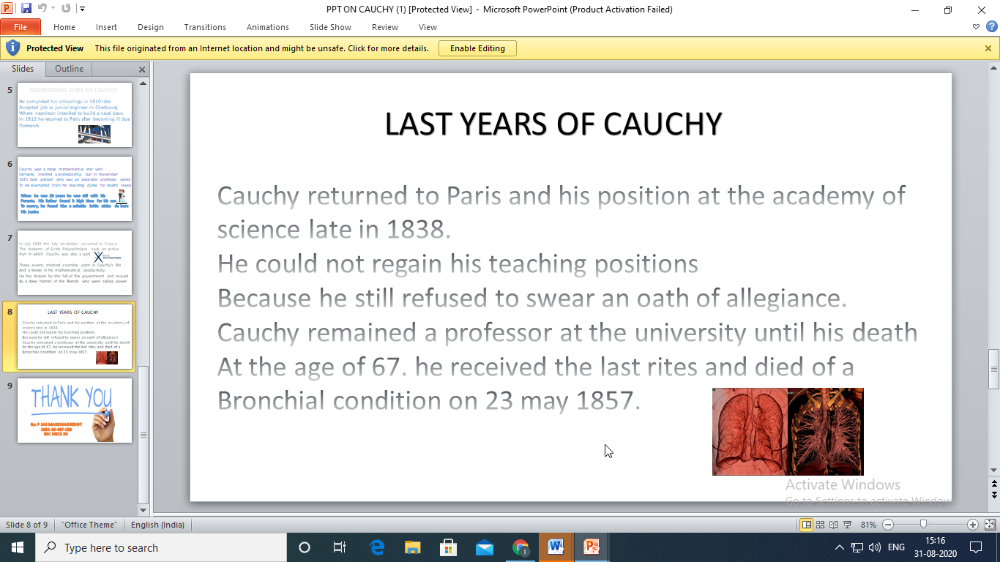 PPT ON CAUCHY (1) [Protected View] - Microsoft PowerPoint (Product Activation Failed)
File Home Insert Design Transitions Animations Slide Show Review View
Protected View This file originated from an Internet location and might be unsafe. Click for more details. Enable Editing
Slides Outline
5
ENGINEERING DAYS OF CAUCHY
He completed his schoolings in 1810 later
Accepted job as junior engineer in Cherbourg
Where napoleon intended to build a naval base.
In 1812 he returned to Paris after becoming ill due
Overwork.
6
Cauchy was a rising mathematical star who
Certainly merited a professorship but in November
1815 louis poinsot who was an associate professor asked
To be exempted from his teaching duties for health reaso
When he was 28 years he was still with his
Parents. His father found it high time for his son
To marry, he found him a suitable bride aloise de bure
His junior.
7
In July 1830 the July revolution occurred in France.
The students of Ecole Polytechnique took an active
Part in which Cauchy was also a part.
These events marked a turning point in Cauchy's life
And a break in his mathematical productivity.
He has shaken by the fall of the government and moved
By a deep hatred of the liberals who were taking power.
8
LAST YEARS OF CAUCHY
Cauchy returned to Paris and his position at the academy of
science late in 1838.
He could not regain his teaching positions
Because he still refused to swear an oath of allegiance.
Cauchy remained a professor at the university until his death
At the age of 67. he received the last rites and died of a
Bronchial condition on 23 may 1857.
9
THANK YOU
By: P SAI MANOHAR REDDY
LAST YEARS OF CAUCHY
Cauchy returned to Paris and his position at the academy of
science late in 1838.
He could not regain his teaching positions
Because he still refused to swear an oath of allegiance.
Cauchy remained a professor at the university until his death
At the age of 67. he received the last rites and died of a
Bronchial condition on 23 may 1857.
Activate Windows
Go to Settings to activate Window
Slide 8 of 9 "Office Theme" English (India) 81%
Type here to search
ENG
15:16
31-08-2020